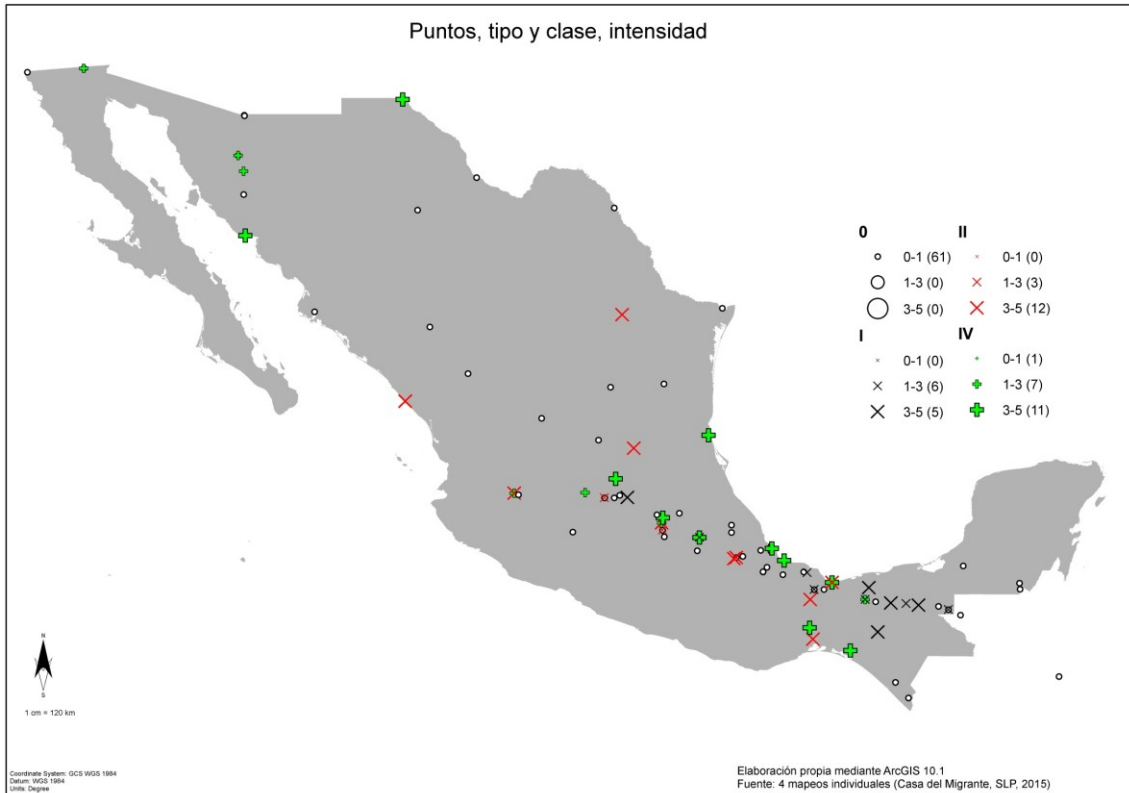 Puntos, tipo y clase, intensidad
0
0-1 (61)
1-3 (0)
3-5 (0)
II
0-1 (0)
1-3 (3)
3-5 (12)
I
0-1 (0)
1-3 (6)
3-5 (5)
IV
0-1 (1)
1-3 (7)
3-5 (11)
N
S
1 cm = 120 km
Coordinate System: GCS WGS 1984
Datum: WGS 1984
Units: Degree
Elaboración propia mediante ArcGIS 10.1
Fuente: 4 mapeos individuales (Casa del Migrante, SLP, 2015)